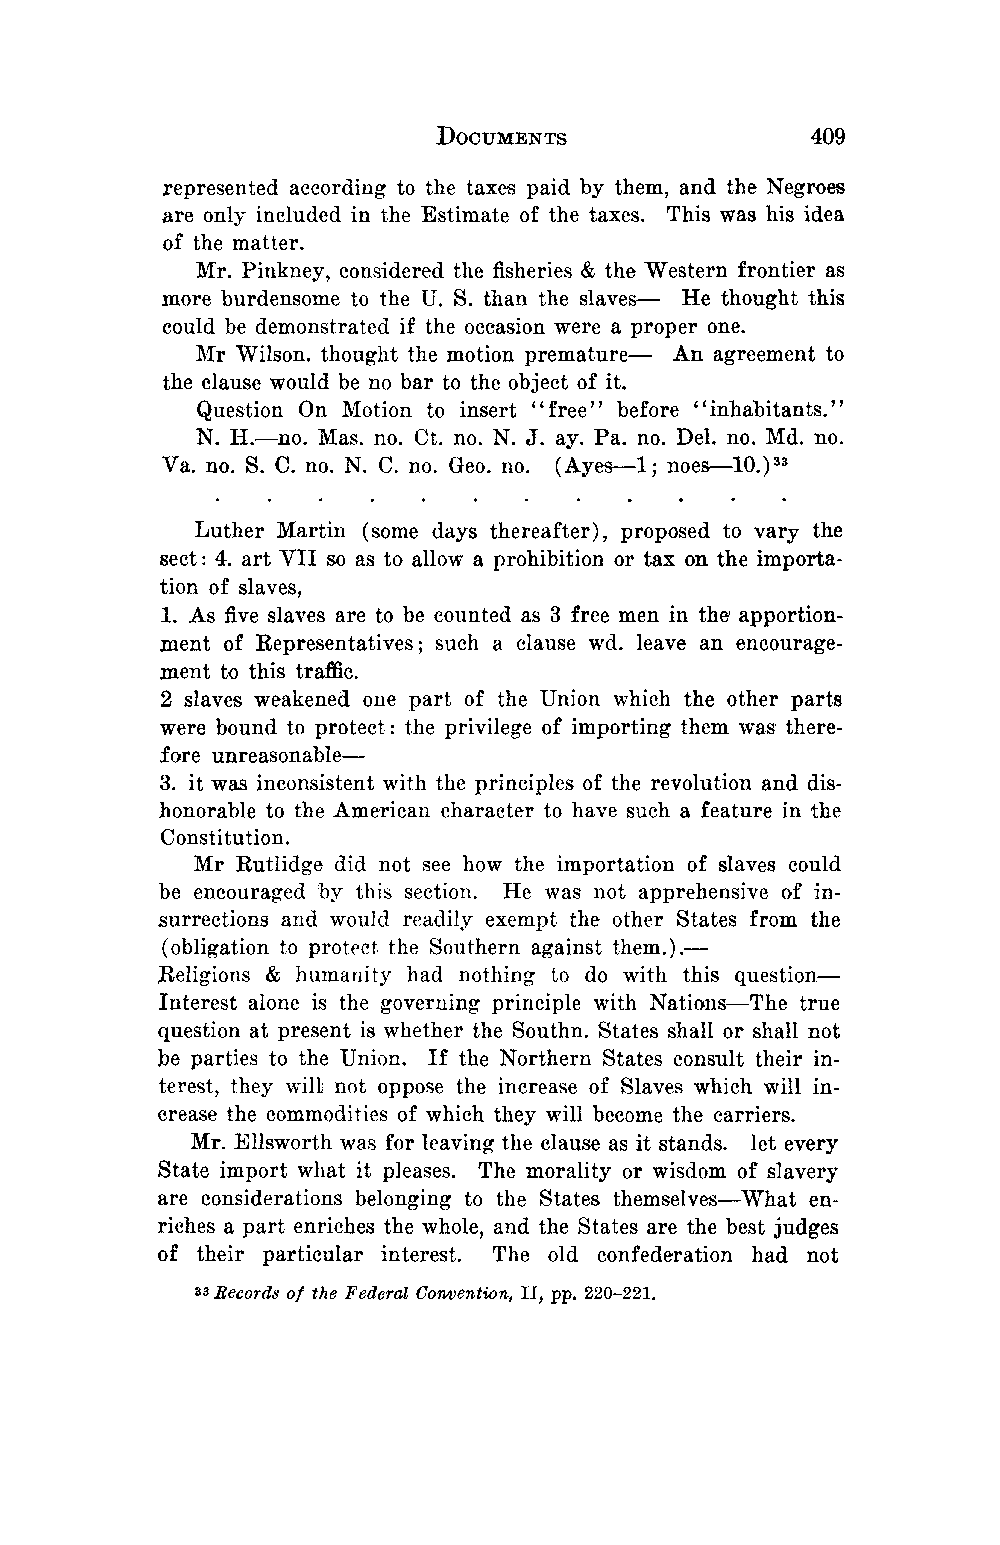 DOCUMENTS 409
represented according to the taxes paid by them, and the Negroes
are only included in the Estimate of the taxes. This was his idea
of the matter.
Mr. Pinkney, considered the fisheries & the Western frontier as
more burdensome to the U. S. than the slaves— He thought this
could be demonstrated if the occasion were a proper one.
Mr Wilson. thought the motion premature— An agreement to
the clause would be no bar to the object of it.
Question On Motion to insert "free" before "inhabitants."
N. H.—no. Mas. no. Ct. no. N. J. ay. Pa. no. Del. no. Md. no.
Va. no. S. C. no. N. C. no. Geo. no. (Ayes—1; noes—10.)³³
. . . . . . . . . . . .
Luther Martin (some days thereafter), proposed to vary the
sect: 4. art VII so as to allow a prohibition or tax on the importa-
tion of slaves,
1. As five slaves are to be counted as 3 free men in the apportion-
ment of Representatives; such a clause wd. leave an encourage-
ment to this traffic.
2 slaves weakened one part of the Union which the other parts
were bound to protect: the privilege of importing them was there-
fore unreasonable—
3. it was inconsistent with the principles of the revolution and dis-
honorable to the American character to have such a feature in the
Constitution.
Mr Rutlidge did not see how the importation of slaves could
be encouraged by this section. He was not apprehensive of in-
surrections and would readily exempt the other States from the
(obligation to protect the Southern against them.).—
Religions & humanity had nothing to do with this question—
Interest alone is the governing principle with Nations—The true
question at present is whether the Southn. States shall or shall not
be parties to the Union. If the Northern States consult their in-
terest, they will not oppose the increase of Slaves which will in-
crease the commodities of which they will become the carriers.
Mr. Ellsworth was for leaving the clause as it stands. let every
State import what it pleases. The morality or wisdom of slavery
are considerations belonging to the States themselves—What en-
riches a part enriches the whole, and the States are the best judges
of their particular interest. The old confederation had not
³³ Records of the Federal Convention, II, pp. 220–221.